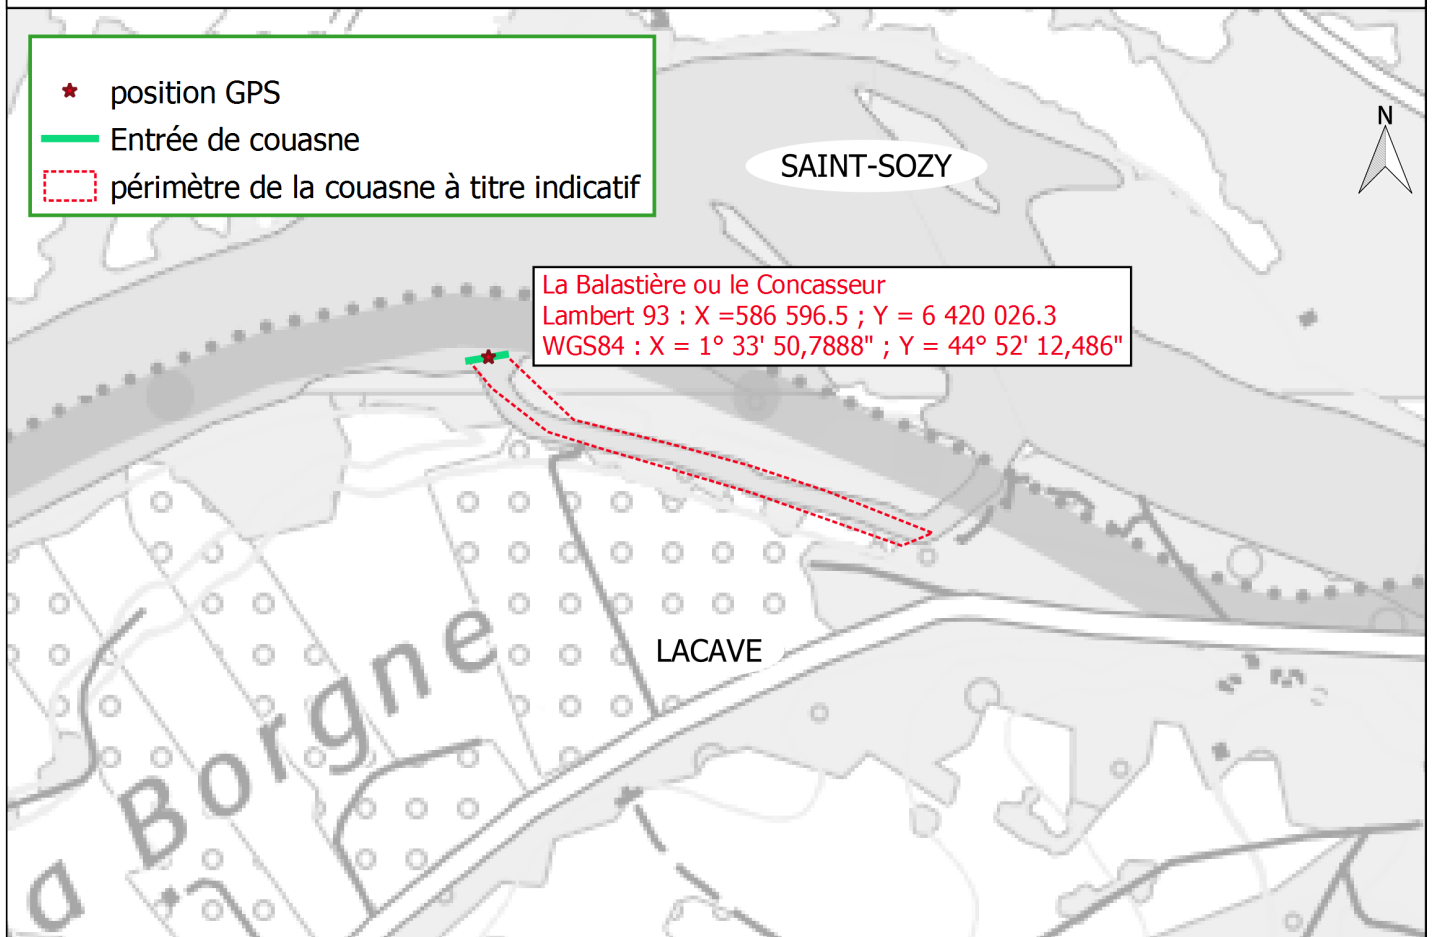 position GPS
Entrée de couasne
périmètre de la couasne à titre indicatif
N
SAINT-SOZY
La Balastière ou le Concasseur
Lambert 93 : X =586 596.5 ; Y = 6 420 026.3
WGS84 : X = 1° 33' 50,7888" ; Y = 44° 52' 12,486"
LACAVE
a Borgne